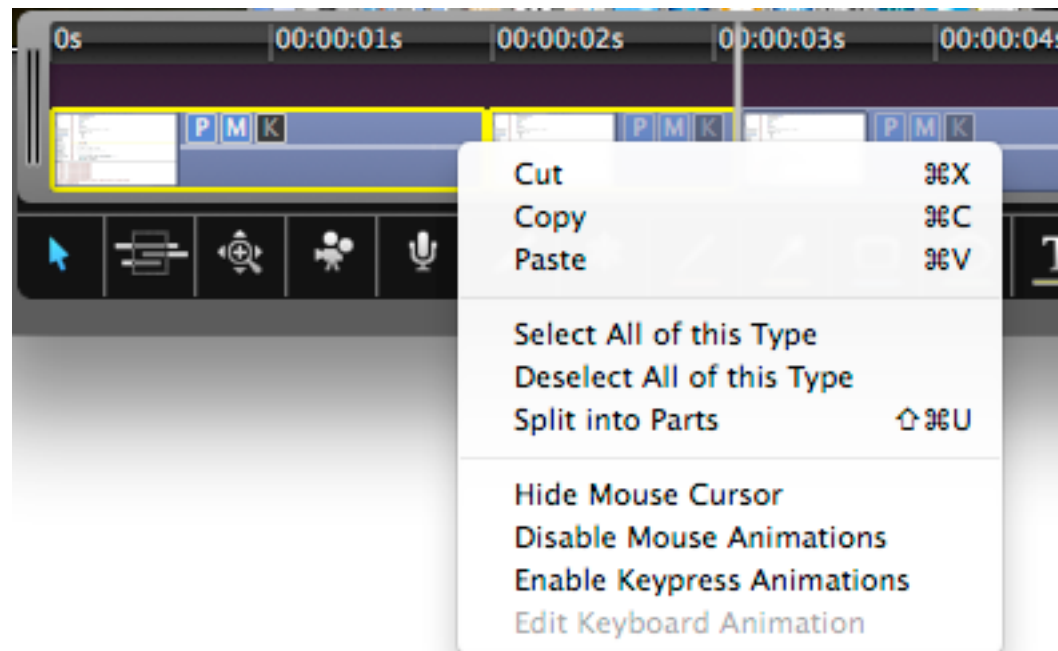 0s 00:00:01s 00:00:02s 00:00:03s 00:00:04s
P M K P M K P M K
Cut ⌘X
Copy ⌘C
Paste ⌘V
T
Select All of this Type
Deselect All of this Type
Split into Parts ⇧⌘U
Hide Mouse Cursor
Disable Mouse Animations
Enable Keypress Animations
Edit Keyboard Animation